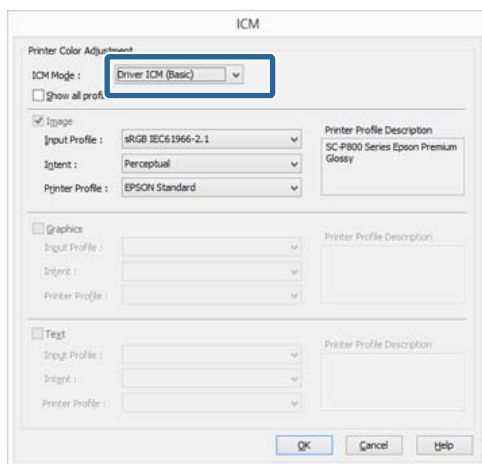 ICM
Printer Color Adjustment
ICM Mode :
Driver ICM (Basic)
Show all prof
Image
Input Profile :
sRGB IEC61966-2.1
Intent :
Perceptual
Printer Profile :
EPSON Standard
Printer Profile Description
SC-P800 Series Epson Premium
Glossy
Graphics
Input Profile :
Intent :
Printer Profile :
Printer Profile Description
Text
Input Profile :
Intent :
Printer Profile :
Printer Profile Description
OK
Cancel
Help